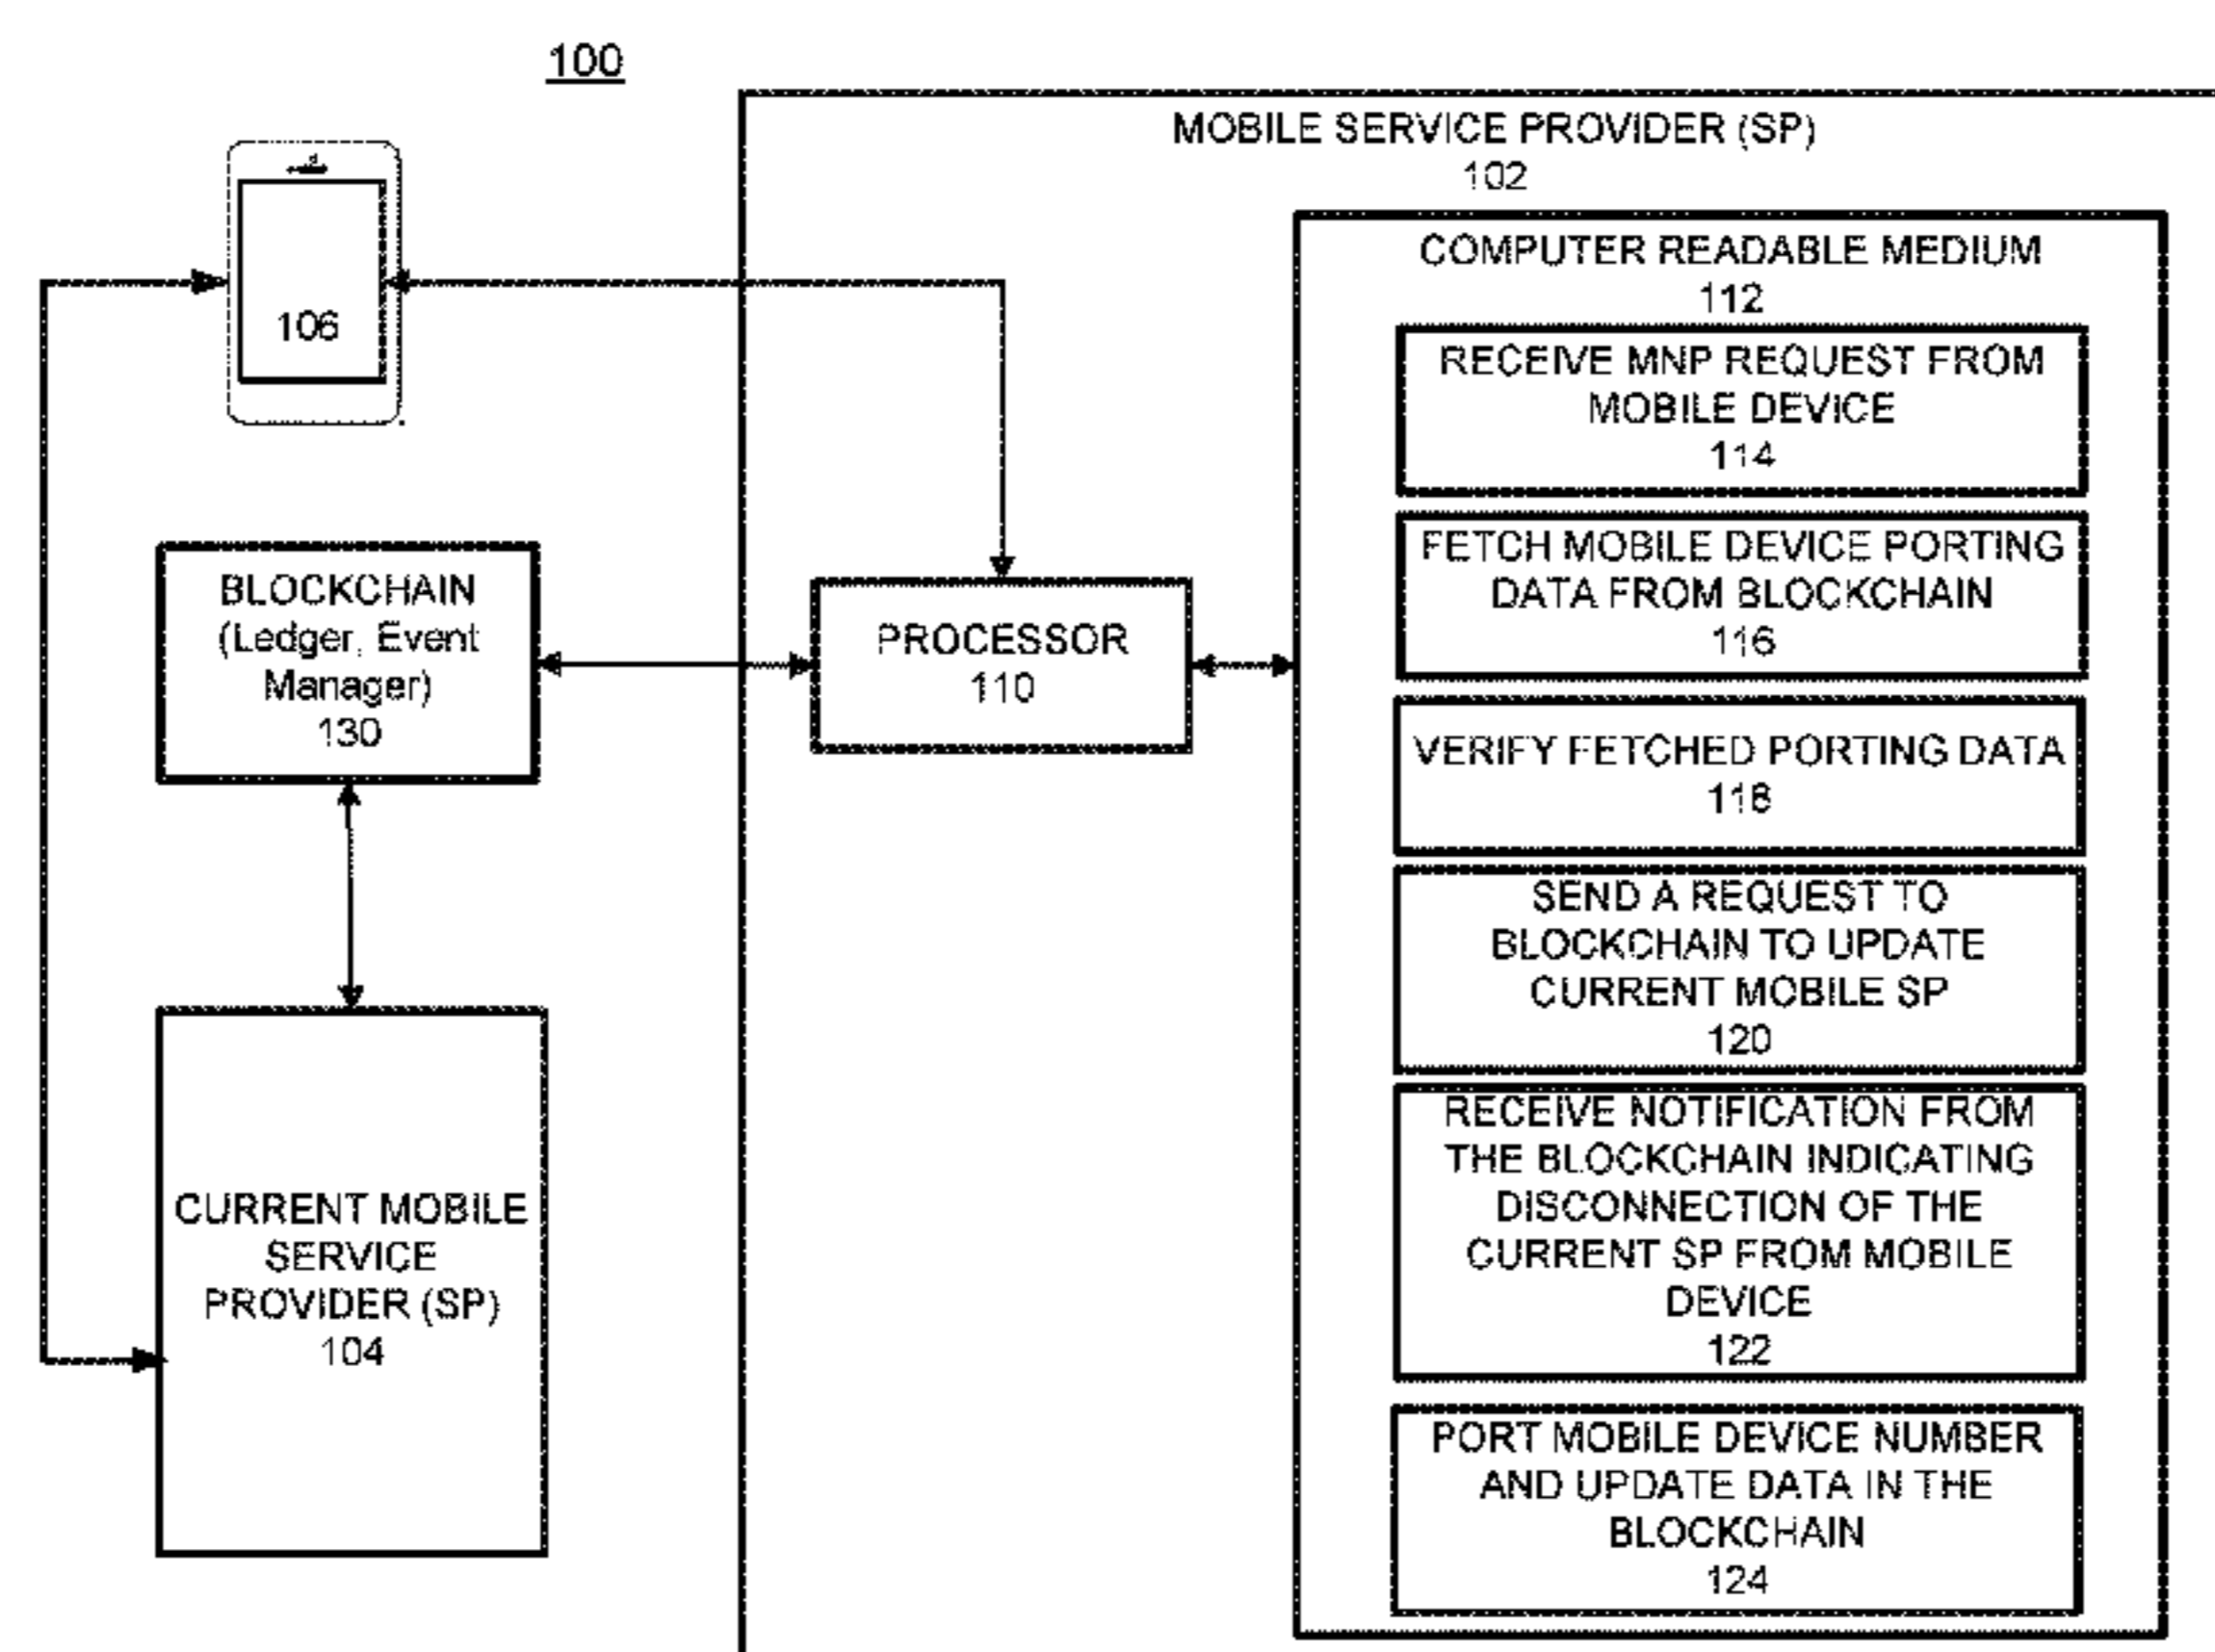 100
MOBILE SERVICE PROVIDER (SP)
102
106
COMPUTER READABLE MEDIUM
112
RECEIVE MNP REQUEST FROM
MOBILE DEVICE
114
FETCH MOBILE DEVICE PORTING
DATA FROM BLOCKCHAIN
116
VERIFY FETCHED PORTING DATA
118
SEND A REQUEST TO
BLOCKCHAIN TO UPDATE
CURRENT MOBILE SP
120
RECEIVE NOTIFICATION FROM
THE BLOCKCHAIN INDICATING
DISCONNECTION OF THE
CURRENT SP FROM MOBILE
DEVICE
122
PORT MOBILE DEVICE NUMBER
AND UPDATE DATA IN THE
BLOCKCHAIN
124
BLOCKCHAIN
(Ledger, Event
Manager)
130
PROCESSOR
110
CURRENT MOBILE
SERVICE
PROVIDER (SP)
104